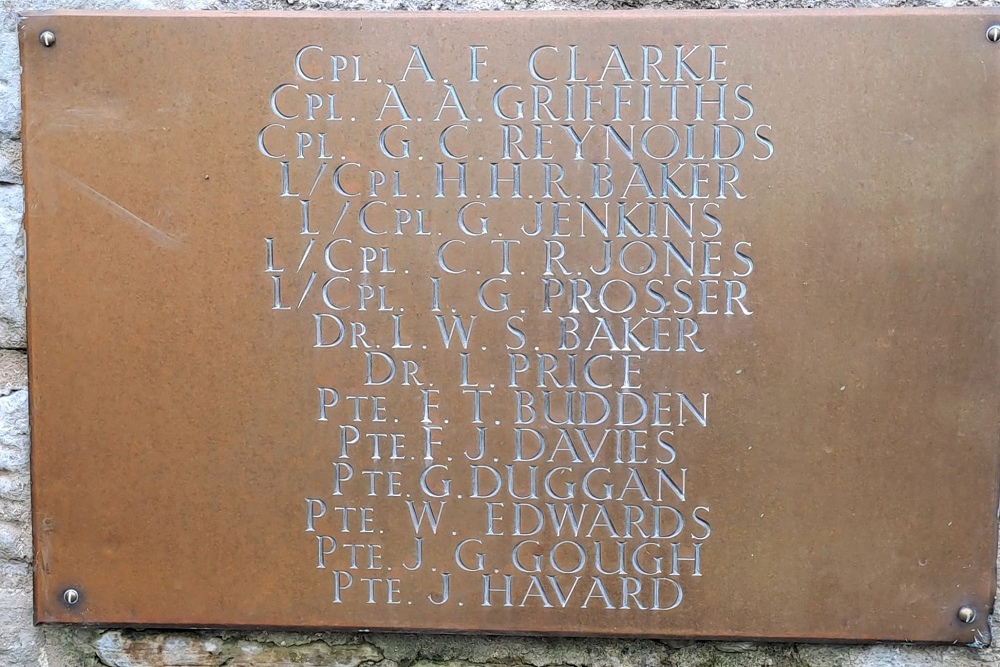 CPL. A. F. CLARKE
CPL. A. A. GRIFFITHS
CPL. G. C. REYNOLDS
L/CPL. H. H. R. BAKER
L/CPL. G. JENKINS
L/CPL. C. T. R. JONES
L/CPL. I. G. PROSSER
DR. L. W. S. BAKER
DR. L. PRICE
PTE. F. T. BUDDEN
PTE. F. J. DAVIES
PTE. G. DUGGAN
PTE. W. EDWARDS
PTE. J. G. GOUGH
PTE. J. HAVARD